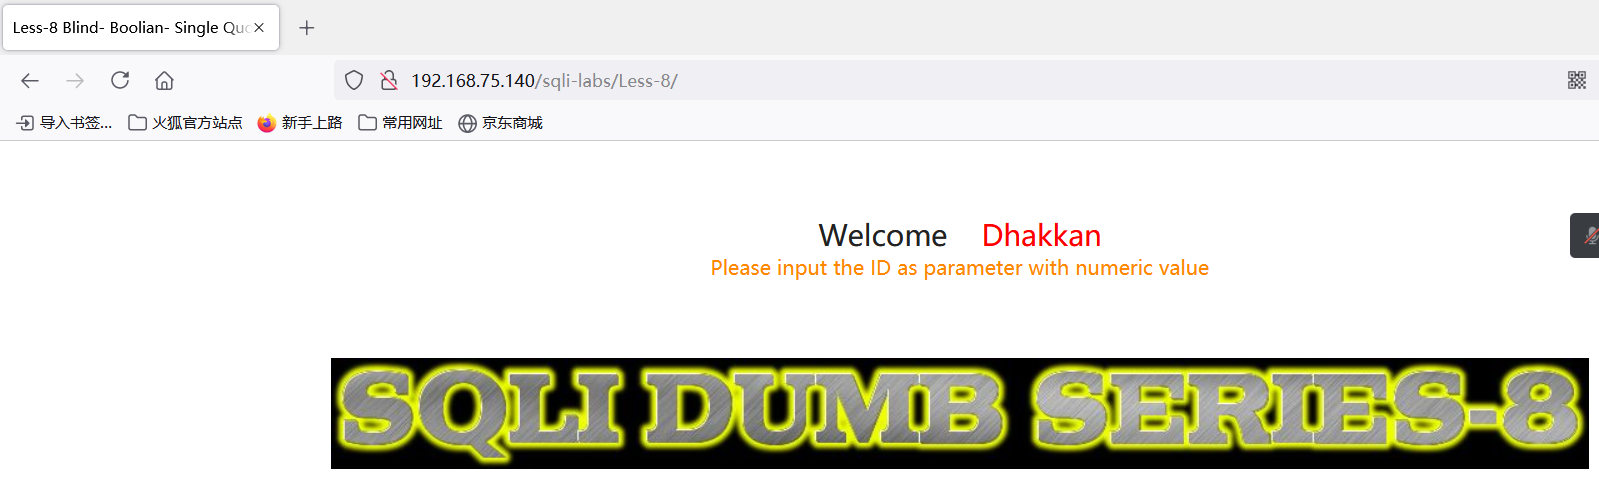 Less-8 Blind- Boolian- Single Quo
192.168.75.140/sqli-labs/Less-8/
导入书签... 火狐官方站点 新手上路 常用网址 京东商城
Welcome Dhakkan
Please input the ID as parameter with numeric value
SQLI DUMB SERIES-8